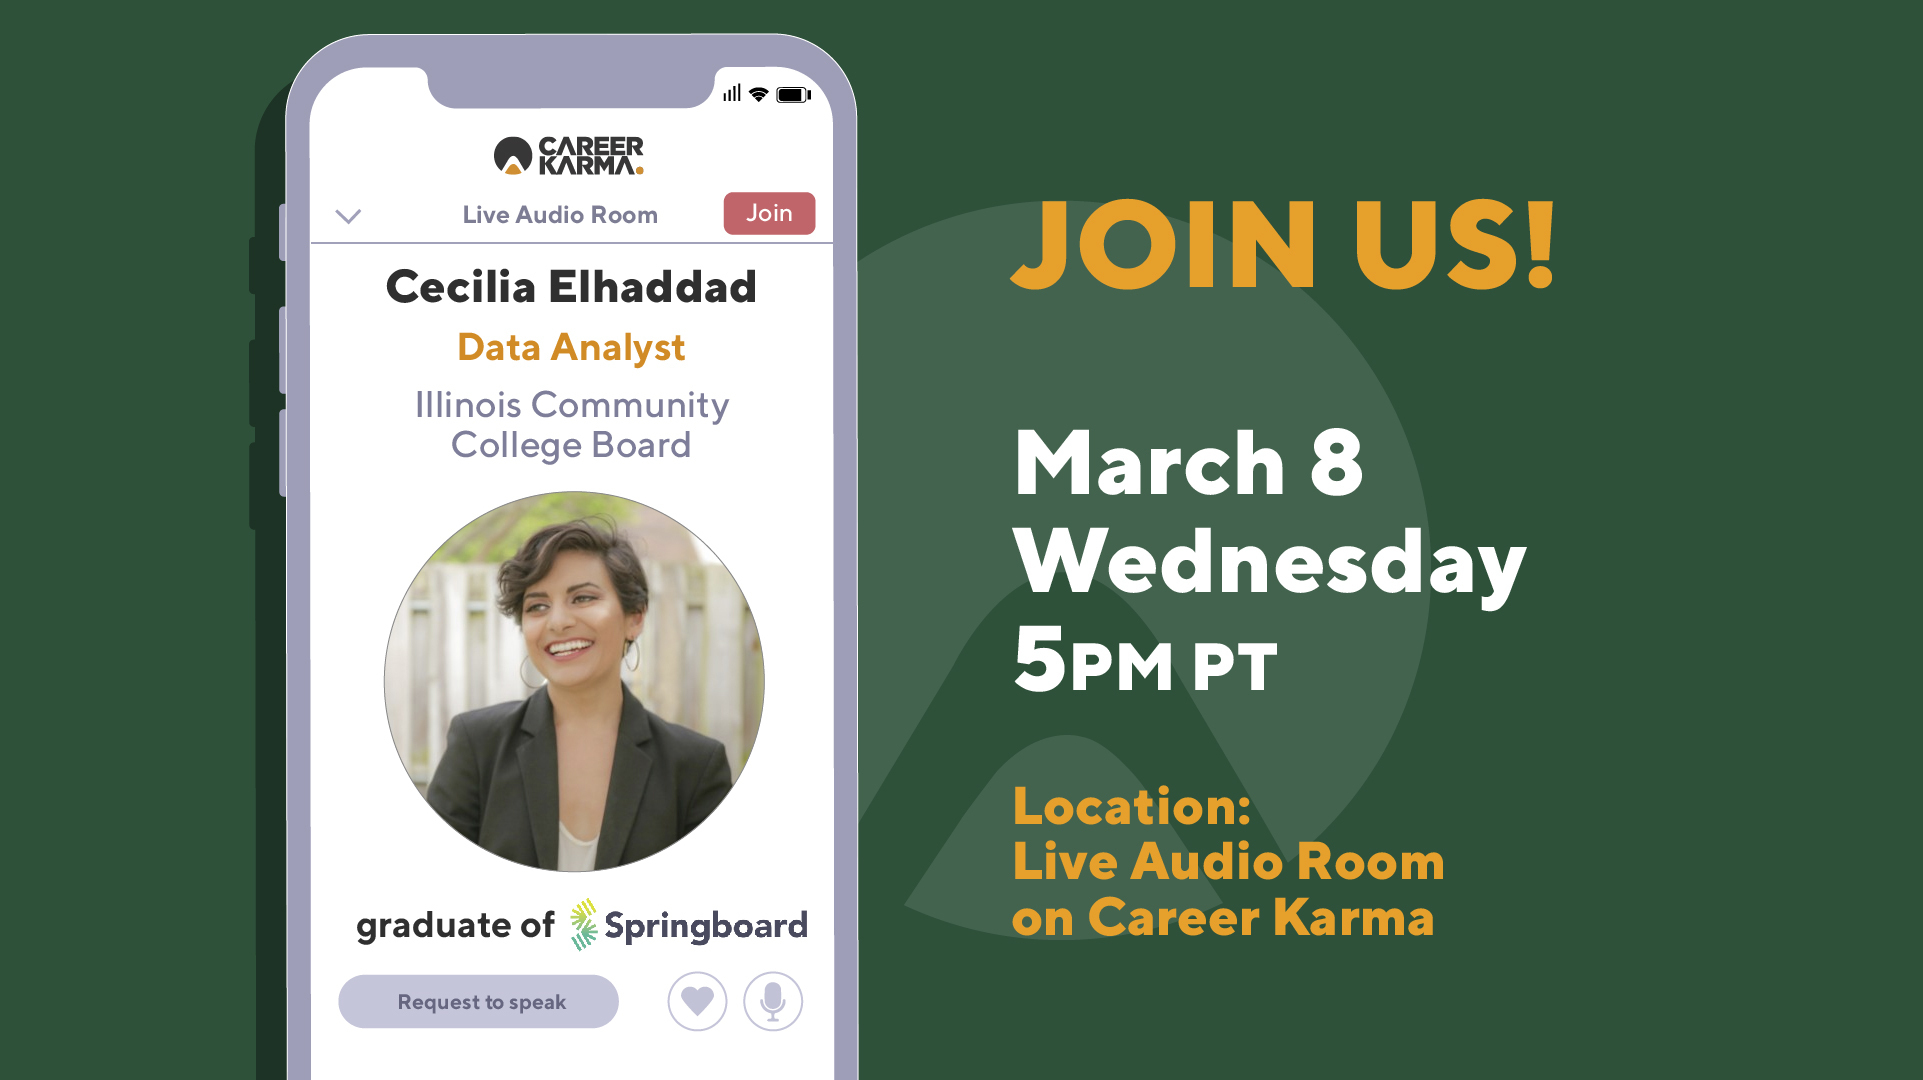 CAREER
KARMA.
Live Audio Room
Join
Cecilia Elhaddad
Data Analyst
Illinois Community
College Board
graduate of Springboard
Request to speak
JOIN US!
March 8
Wednesday
5PM PT
Location:
Live Audio Room
on Career Karma